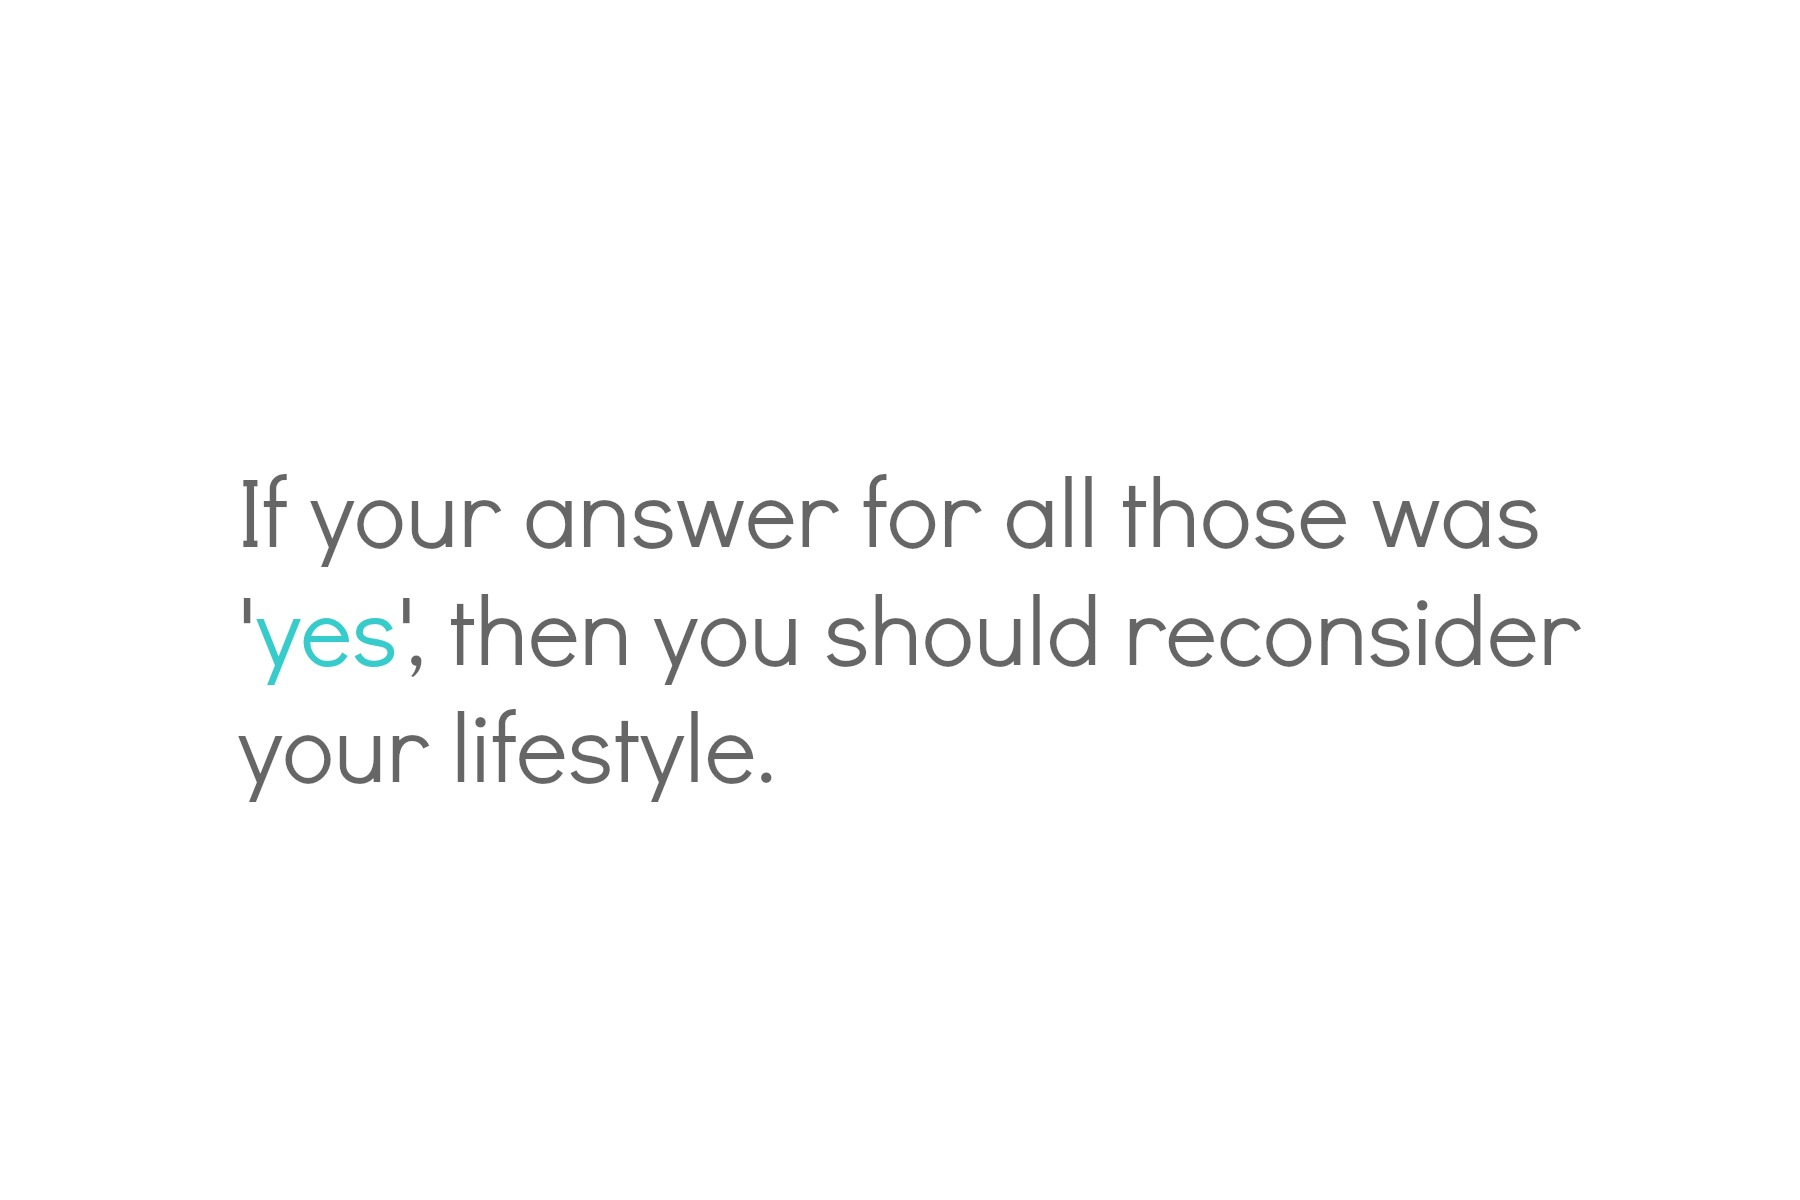 If your answer for all those was
'yes', then you should reconsider
your lifestyle.